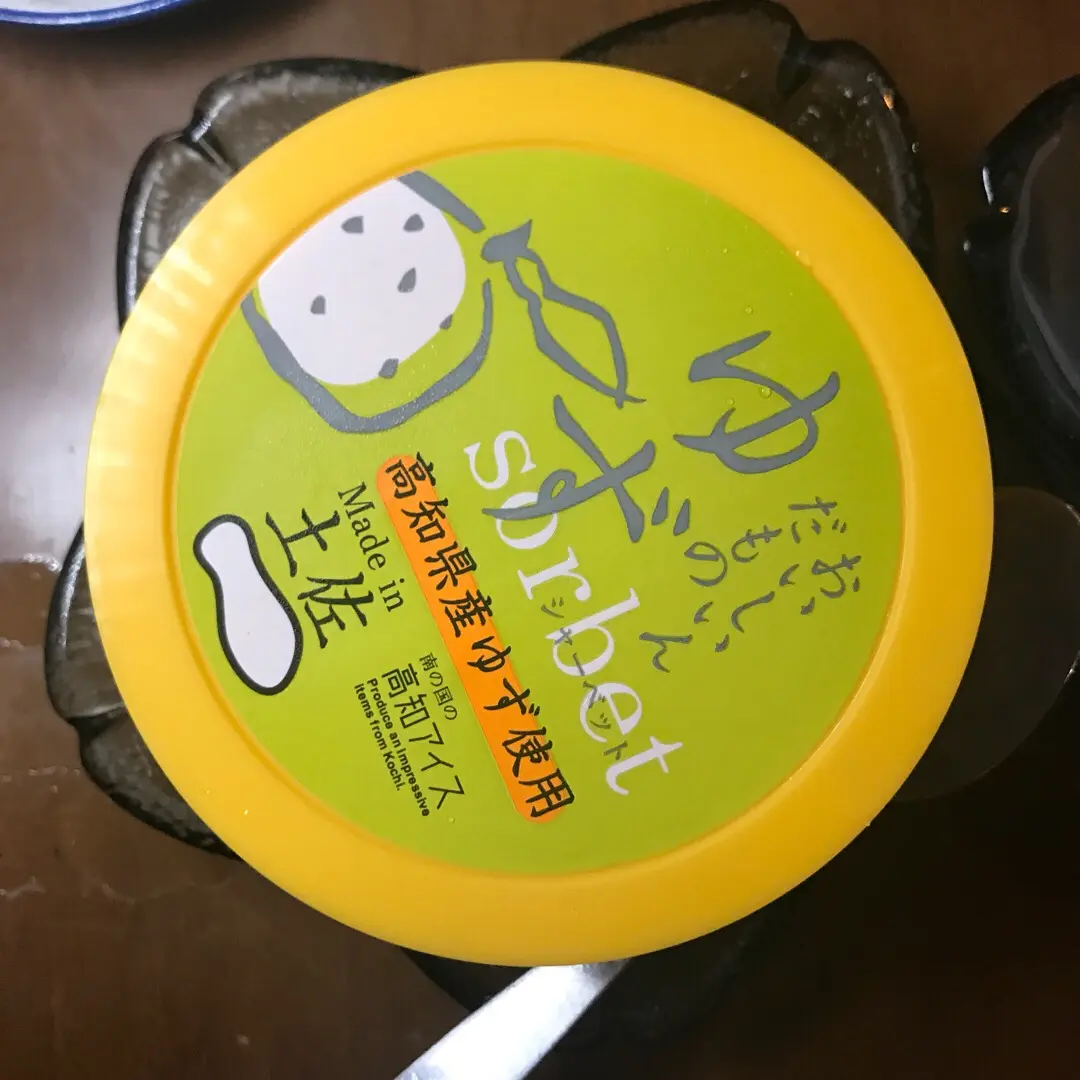 おいしいん
だもの
ゆず
sorbet
シャーベット
高知県産ゆず使用
Made in
土佐
南の国の
高知アイス
Produce an impressive
items from Kochi.